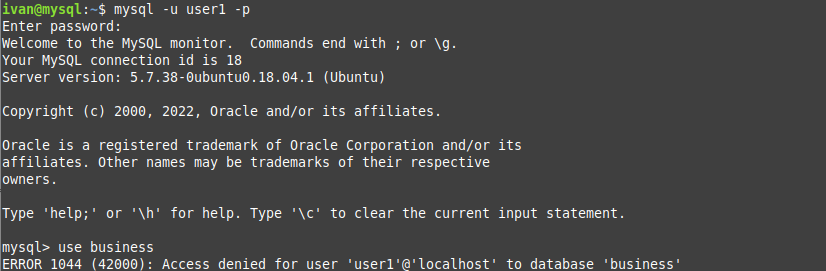 ivan@mysql:~$ mysql -u user1 -p
Enter password:
Welcome to the MySQL monitor.  Commands end with ; or \g.
Your MySQL connection id is 18
Server version: 5.7.38-0ubuntu0.18.04.1 (Ubuntu)
Copyright (c) 2000, 2022, Oracle and/or its affiliates.
Oracle is a registered trademark of Oracle Corporation and/or its
affiliates. Other names may be trademarks of their respective
owners.
Type 'help;' or '\h' for help. Type '\c' to clear the current input statement.
mysql> use business
ERROR 1044 (42000): Access denied for user 'user1'@'localhost' to database 'business'